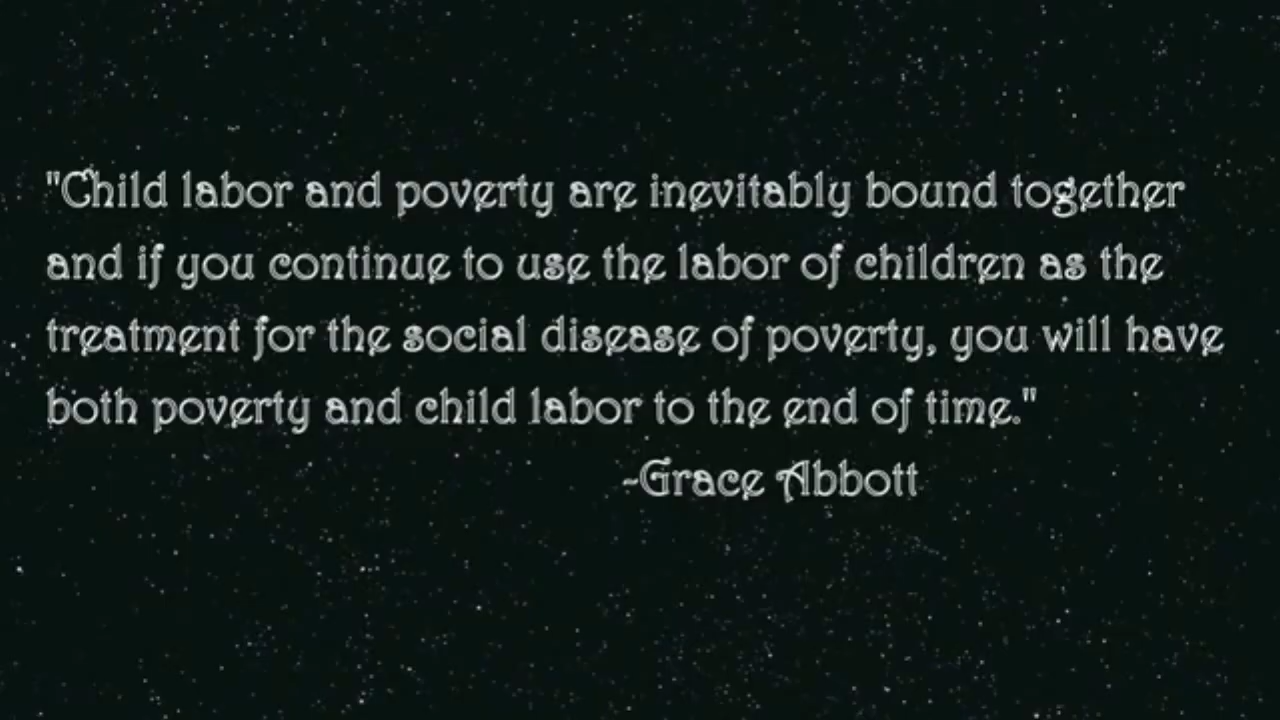 "Child labor and poverty are inevitably bound together
and if you continue to use the labor of children as the
treatment for the social disease of poverty, you will have
both poverty and child labor to the end of time."
-Grace Abbott